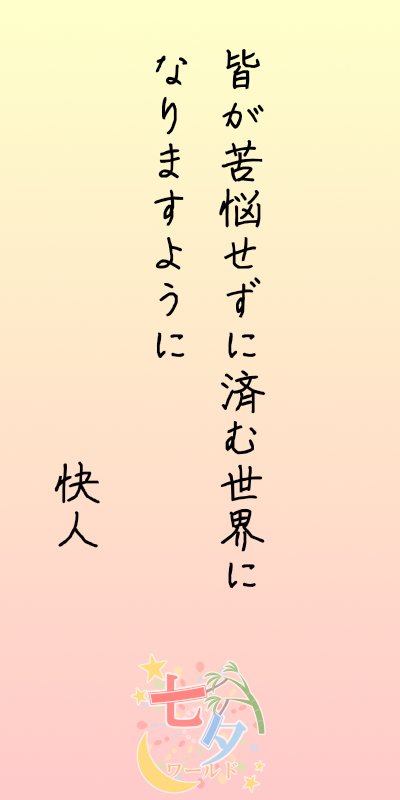 皆が苦悩せずに済む世界に
なりますように
快人
七夕
ワールド